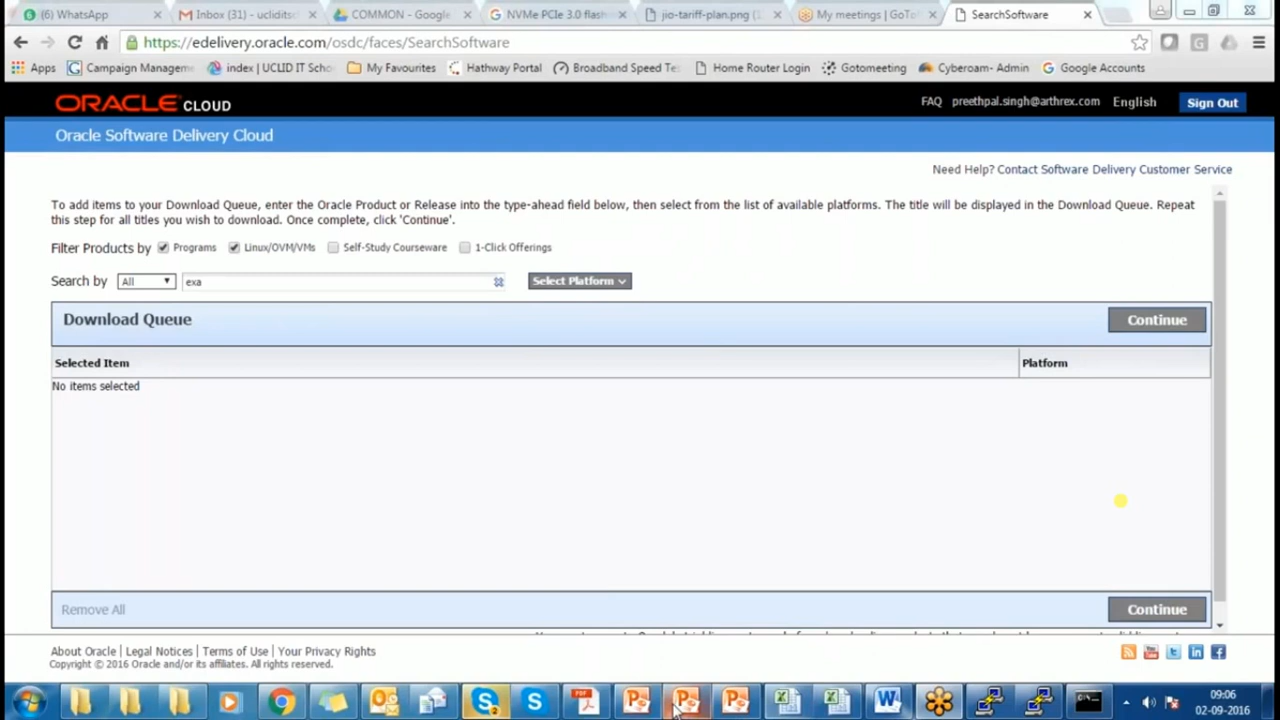 (6) WhatsApp
Inbox (31) - ucliditsc
COMMON - Google
NVMe PCIe 3.0 flash
jio-tariff-plan.png (1
My meetings | GoTo
SearchSoftware
https://edelivery.oracle.com/osdc/faces/SearchSoftware
Apps
Campaign Manageme
index | UCLID IT Scho
My Favourites
Hathway Portal
Broadband Speed Te
Home Router Login
Gotomeeting
Cyberoam- Admin
Google Accounts
ORACLE CLOUD
FAQ preethpal.singh@arthrex.com English Sign Out
Oracle Software Delivery Cloud
Need Help? Contact Software Delivery Customer Service
To add items to your Download Queue, enter the Oracle Product or Release into the type-ahead field below, then select from the list of available platforms. The title will be displayed in the Download Queue. Repeat
this step for all titles you wish to download. Once complete, click 'Continue'.
Filter Products by Programs Linux/OVM/VMs Self-Study Courseware 1-Click Offerings
Search by All exa Select Platform
Download Queue Continue
Selected Item Platform
No items selected
Remove All Continue
About Oracle | Legal Notices | Terms of Use | Your Privacy Rights
Copyright © 2016 Oracle and/or its affiliates. All rights reserved.
09:06
02-09-2016